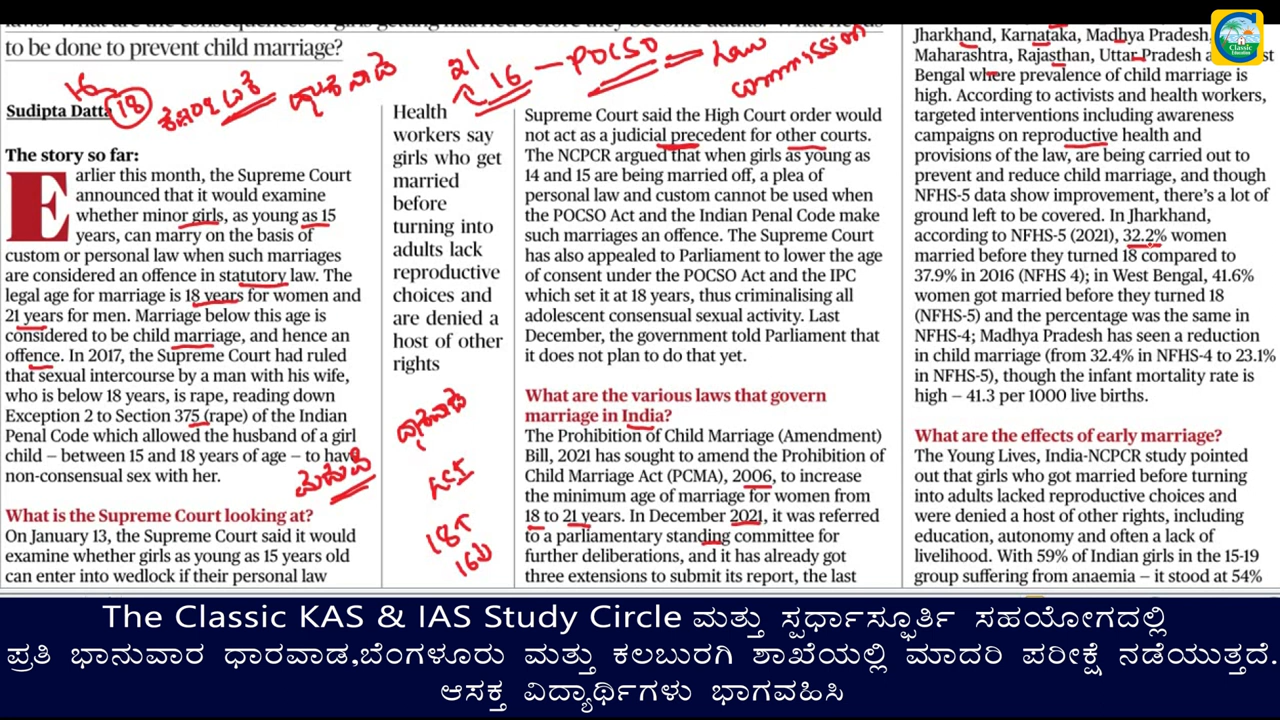 to be done to prevent child marriage?
16
18
21
16 – POCSO = Law
commission
Sudipta Datta
The story so far:
Earlier this month, the Supreme Court
announced that it would examine
whether minor girls, as young as 15
years, can marry on the basis of
custom or personal law when such marriages
are considered an offence in statutory law. The
legal age for marriage is 18 years for women and
21 years for men. Marriage below this age is
considered to be child marriage, and hence an
offence. In 2017, the Supreme Court had ruled
that sexual intercourse by a man with his wife,
who is below 18 years, is rape, reading down
Exception 2 to Section 375 (rape) of the Indian
Penal Code which allowed the husband of a girl
child – between 15 and 18 years of age – to have
non-consensual sex with her.
What is the Supreme Court looking at?
On January 13, the Supreme Court said it would
examine whether girls as young as 15 years old
can enter into wedlock if their personal law
Health
workers say
girls who get
married
before
turning into
adults lack
reproductive
choices and
are denied a
host of other
rights
Supreme Court said the High Court order would
not act as a judicial precedent for other courts.
The NCPCR argued that when girls as young as
14 and 15 are being married off, a plea of
personal law and custom cannot be used when
the POCSO Act and the Indian Penal Code make
such marriages an offence. The Supreme Court
has also appealed to Parliament to lower the age
of consent under the POCSO Act and the IPC
which set it at 18 years, thus criminalising all
adolescent consensual sexual activity. Last
December, the government told Parliament that
it does not plan to do that yet.
What are the various laws that govern
marriage in India?
The Prohibition of Child Marriage (Amendment)
Bill, 2021 has sought to amend the Prohibition of
Child Marriage Act (PCMA), 2006, to increase
the minimum age of marriage for women from
18 to 21 years. In December 2021, it was referred
to a parliamentary standing committee for
further deliberations, and it has already got
three extensions to submit its report, the last
Jharkhand, Karnataka, Madhya Pradesh,
Maharashtra, Rajasthan, Uttar Pradesh
Bengal where prevalence of child marriage is
high. According to activists and health workers,
targeted interventions including awareness
campaigns on reproductive health and
provisions of the law, are being carried out to
prevent and reduce child marriage, and though
NFHS-5 data show improvement, there's a lot of
ground left to be covered. In Jharkhand,
according to NFHS-5 (2021), 32.2% women
married before they turned 18 compared to
37.9% in 2016 (NFHS 4); in West Bengal, 41.6%
women got married before they turned 18
(NFHS-5) and the percentage was the same in
NFHS-4; Madhya Pradesh has seen a reduction
in child marriage (from 32.4% in NFHS-4 to 23.1%
in NFHS-5), though the infant mortality rate is
high – 41.3 per 1000 live births.
What are the effects of early marriage?
The Young Lives, India-NCPCR study pointed
out that girls who got married before turning
into adults lacked reproductive choices and
were denied a host of other rights, including
education, autonomy and often a lack of
livelihood. With 59% of Indian girls in the 15-19
group suffering from anaemia – it stood at 54%
Classic
Education
The Classic KAS & IAS Study Circle ಮತ್ತು ಸ್ಪರ್ಧಾಸ್ಫೂರ್ತಿ ಸಹಯೋಗದಲ್ಲಿ
ಪ್ರತಿ ಭಾನುವಾರ ಧಾರವಾಡ,ಬೆಂಗಳೂರು ಮತ್ತು ಕಲಬುರಗಿ ಶಾಖೆಯಲ್ಲಿ ಮಾದರಿ ಪರೀಕ್ಷೆ ನಡೆಯುತ್ತದೆ.
ಆಸಕ್ತ ವಿದ್ಯಾರ್ಥಿಗಳು ಭಾಗವಹಿಸಿ